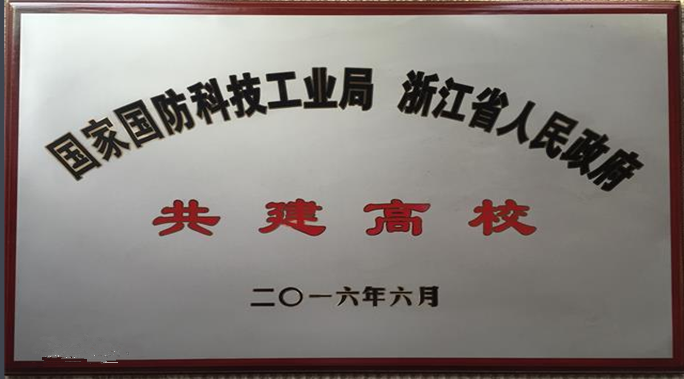 国家国防科技工业局 浙江省人民政府
共建高校
二〇一六年六月